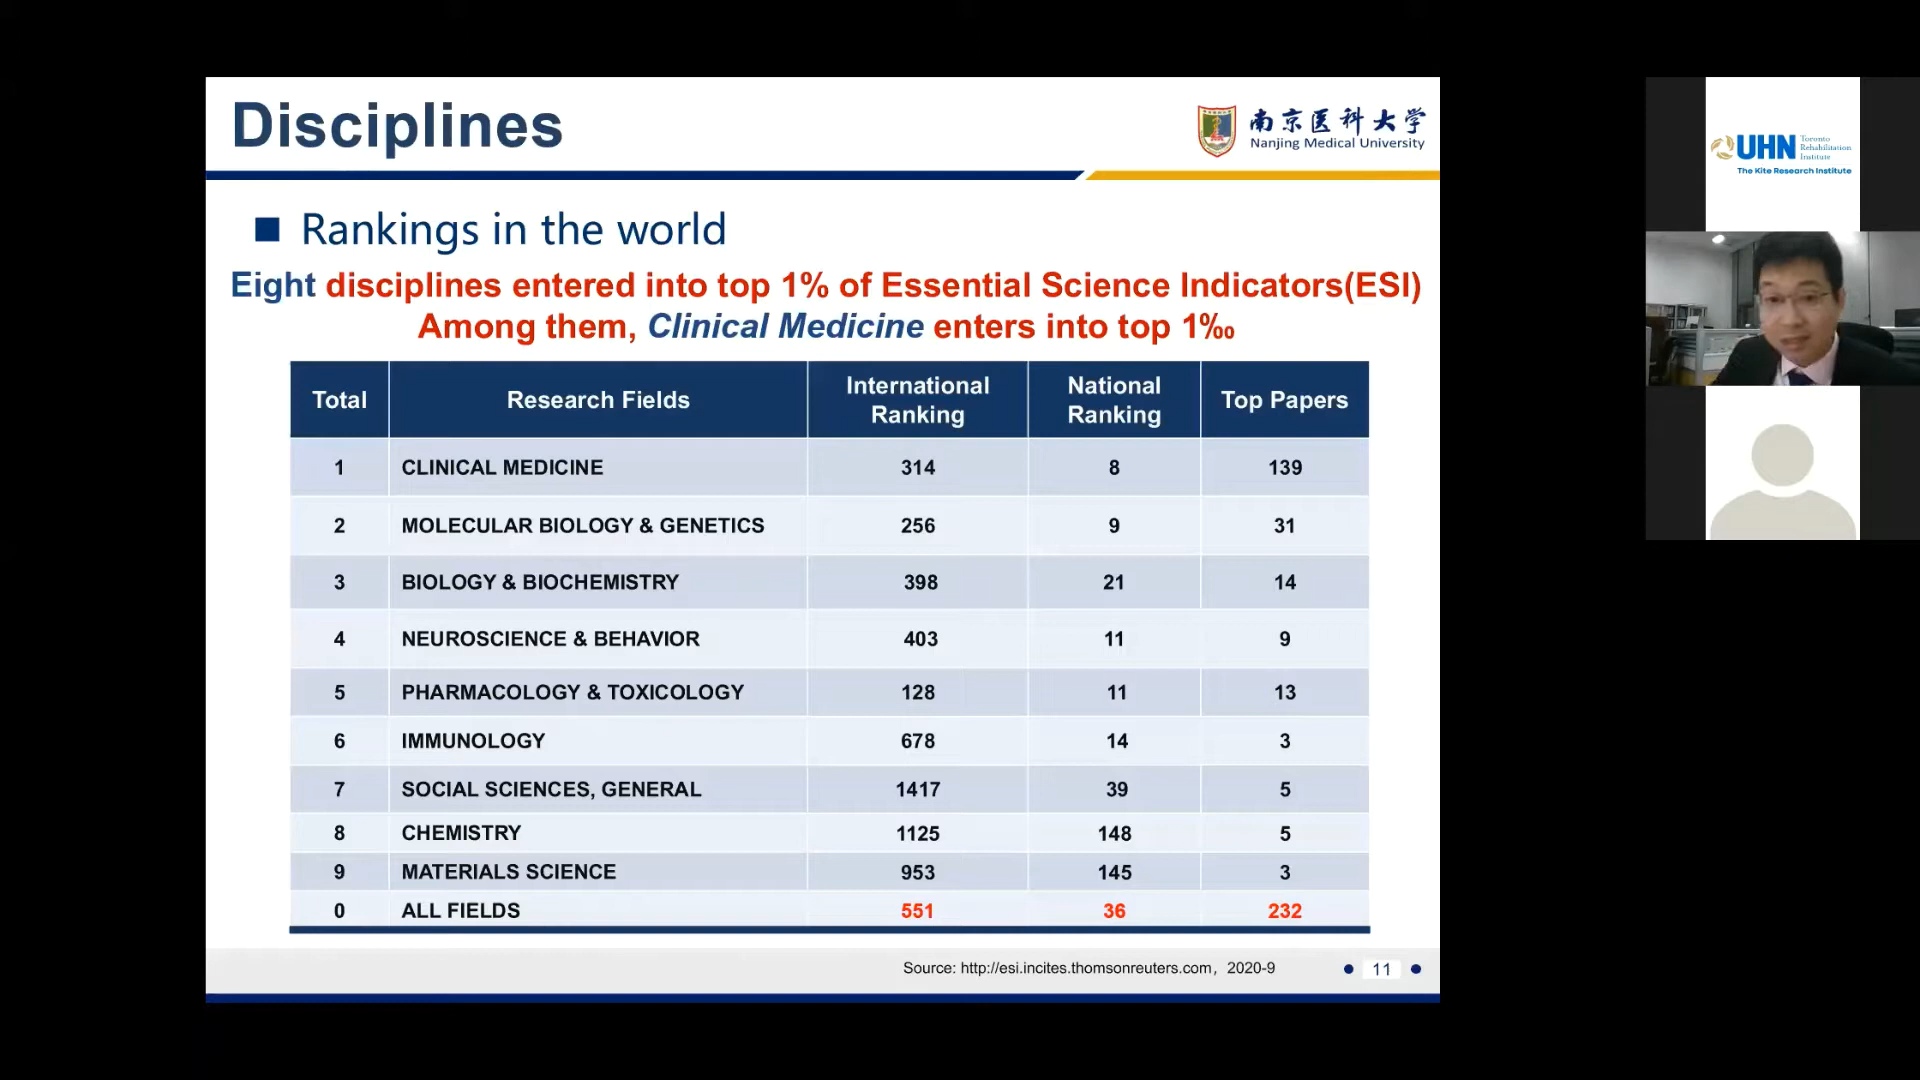 Disciplines
南京医科大学
Nanjing Medical University
■ Rankings in the world
Eight disciplines entered into top 1% of Essential Science Indicators(ESI)
Among them, Clinical Medicine enters into top 1‰
Total Research Fields International Ranking National Ranking Top Papers
1 CLINICAL MEDICINE 314 8 139
2 MOLECULAR BIOLOGY & GENETICS 256 9 31
3 BIOLOGY & BIOCHEMISTRY 398 21 14
4 NEUROSCIENCE & BEHAVIOR 403 11 9
5 PHARMACOLOGY & TOXICOLOGY 128 11 13
6 IMMUNOLOGY 678 14 3
7 SOCIAL SCIENCES, GENERAL 1417 39 5
8 CHEMISTRY 1125 148 5
9 MATERIALS SCIENCE 953 145 3
0 ALL FIELDS 551 36 232
Source: http://esi.incites.thomsonreuters.com，2020-9
11
UHN
Toronto
Rehabilitation
Institute
The Kite Research Institute